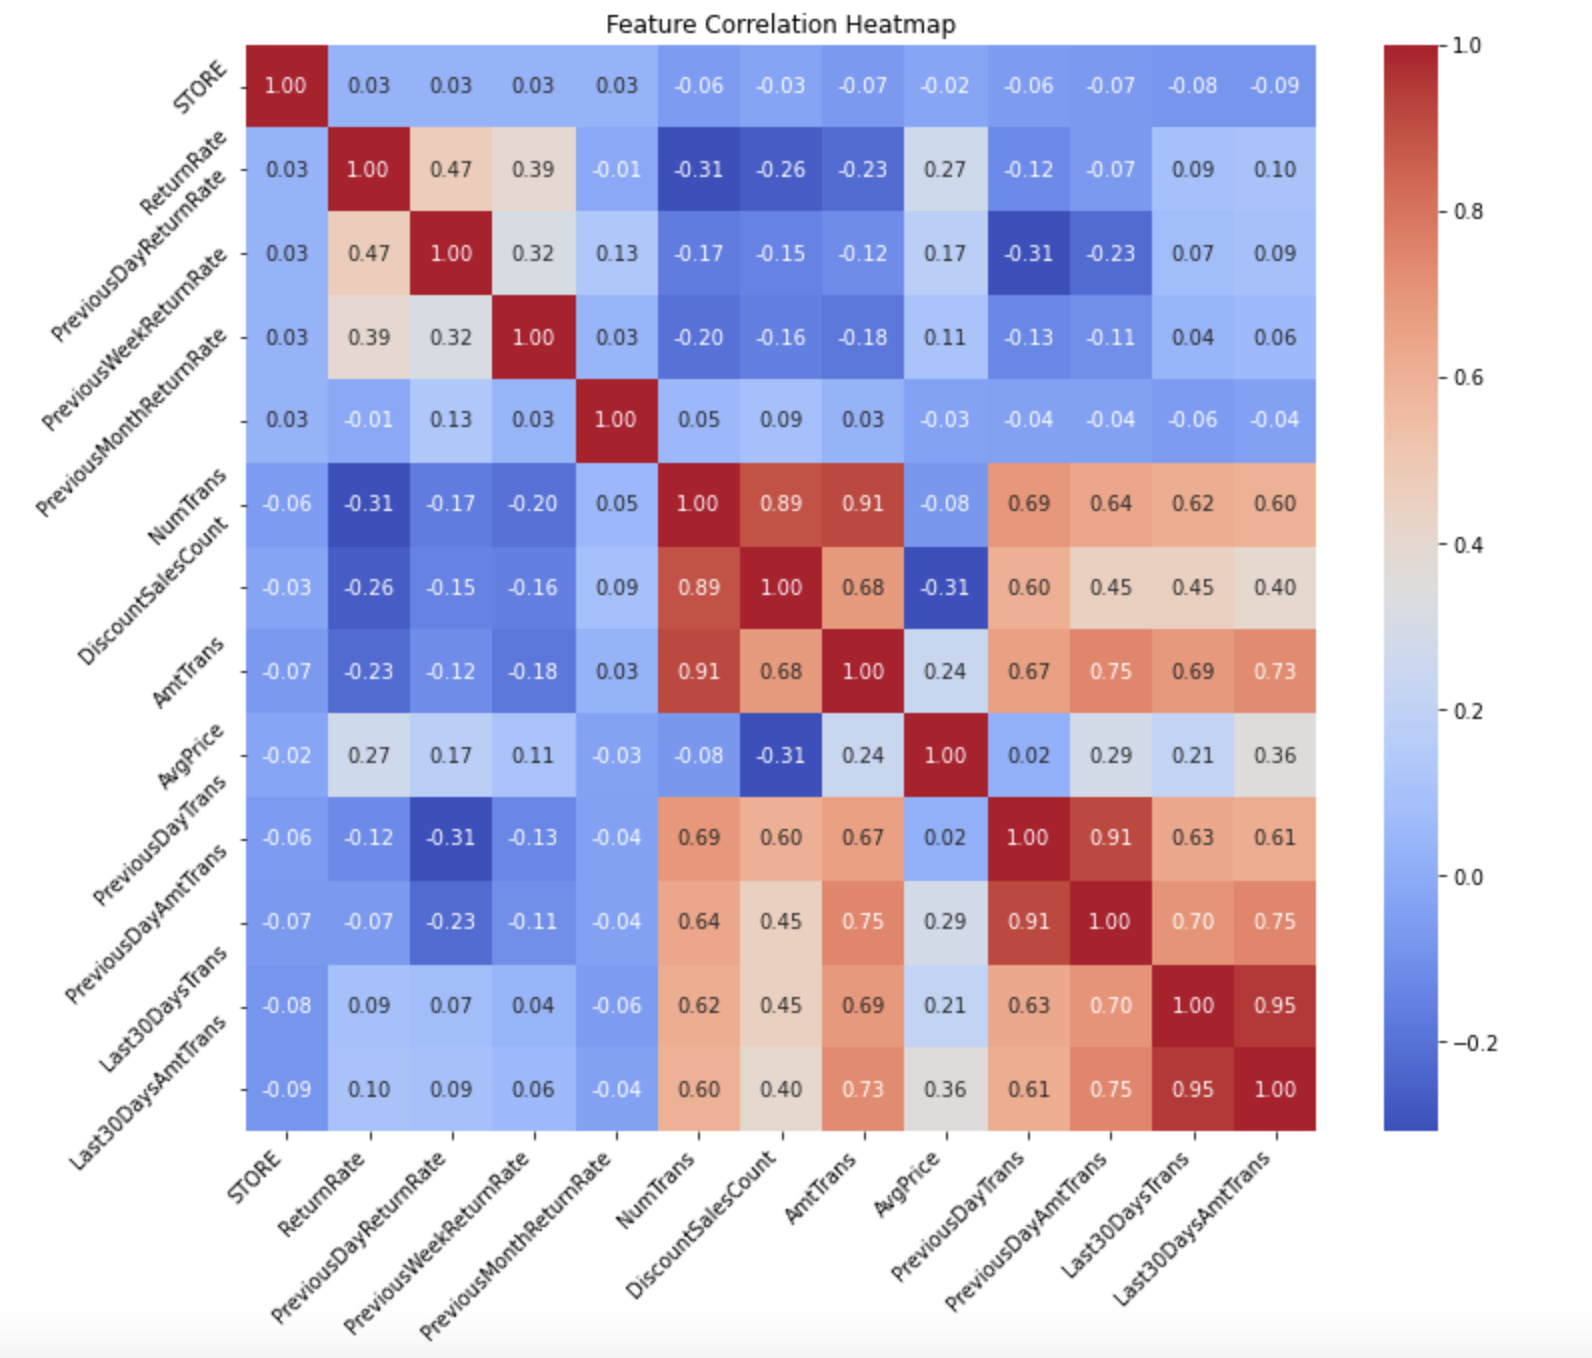 Feature Correlation Heatmap
STORE 1.00 0.03 0.03 0.03 0.03 -0.06 -0.03 -0.07 -0.02 -0.06 -0.07 -0.08 -0.09
ReturnRate 0.03 1.00 0.47 0.39 -0.01 -0.31 -0.26 -0.23 0.27 -0.12 -0.07 0.09 0.10
PreviousDayReturnRate 0.03 0.47 1.00 0.32 0.13 -0.17 -0.15 -0.12 0.17 -0.31 -0.23 0.07 0.09
PreviousWeekReturnRate 0.03 0.39 0.32 1.00 0.03 -0.20 -0.16 -0.18 0.11 -0.13 -0.11 0.04 0.06
PreviousMonthReturnRate 0.03 -0.01 0.13 0.03 1.00 0.05 0.09 0.03 -0.03 -0.04 -0.04 -0.06 -0.04
NumTrans -0.06 -0.31 -0.17 -0.20 0.05 1.00 0.89 0.91 -0.08 0.69 0.64 0.62 0.60
DiscountSalesCount -0.03 -0.26 -0.15 -0.16 0.09 0.89 1.00 0.68 -0.31 0.60 0.45 0.45 0.40
AmtTrans -0.07 -0.23 -0.12 -0.18 0.03 0.91 0.68 1.00 0.24 0.67 0.75 0.69 0.73
AvgPrice -0.02 0.27 0.17 0.11 -0.03 -0.08 -0.31 0.24 1.00 0.02 0.29 0.21 0.36
PreviousDayTrans -0.06 -0.12 -0.31 -0.13 -0.04 0.69 0.60 0.67 0.02 1.00 0.91 0.63 0.61
PreviousDayAmtTrans -0.07 -0.07 -0.23 -0.11 -0.04 0.64 0.45 0.75 0.29 0.91 1.00 0.70 0.75
Last30DaysTrans -0.08 0.09 0.07 0.04 -0.06 0.62 0.45 0.69 0.21 0.63 0.70 1.00 0.95
Last30DaysAmtTrans -0.09 0.10 0.09 0.06 -0.04 0.60 0.40 0.73 0.36 0.61 0.75 0.95 1.00
STORE
ReturnRate
PreviousDayReturnRate
PreviousWeekReturnRate
PreviousMonthReturnRate
NumTrans
DiscountSalesCount
AmtTrans
AvgPrice
PreviousDayTrans
PreviousDayAmtTrans
Last30DaysTrans
Last30DaysAmtTrans
1.0
0.8
0.6
0.4
0.2
0.0
−0.2